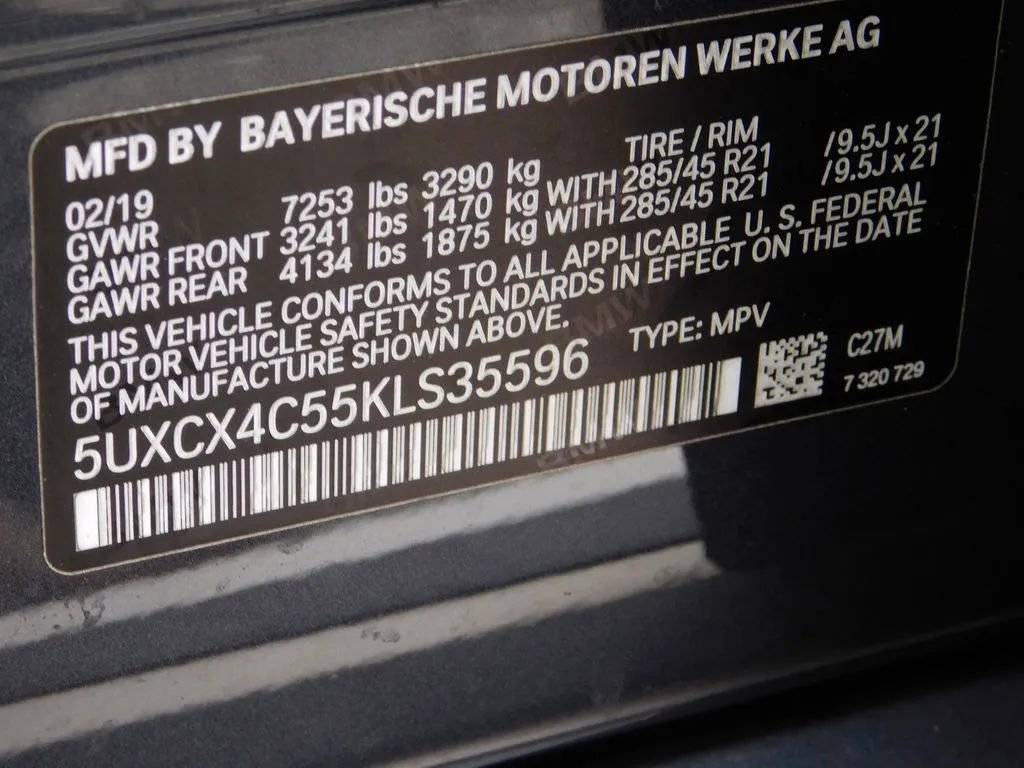 MFD BY BAYERISCHE MOTOREN WERKE AG
02/19 TIRE / RIM
GVWR 7253 lbs 3290 kg
GAWR FRONT 3241 lbs 1470 kg WITH 285/45 R21 /9.5J x 21
GAWR REAR 4134 lbs 1875 kg WITH 285/45 R21 /9.5J x 21
THIS VEHICLE CONFORMS TO ALL APPLICABLE U. S. FEDERAL
MOTOR VEHICLE SAFETY STANDARDS IN EFFECT ON THE DATE
OF MANUFACTURE SHOWN ABOVE.
5UXCX4C55KLS35596 TYPE: MPV
C27M
7 320 729